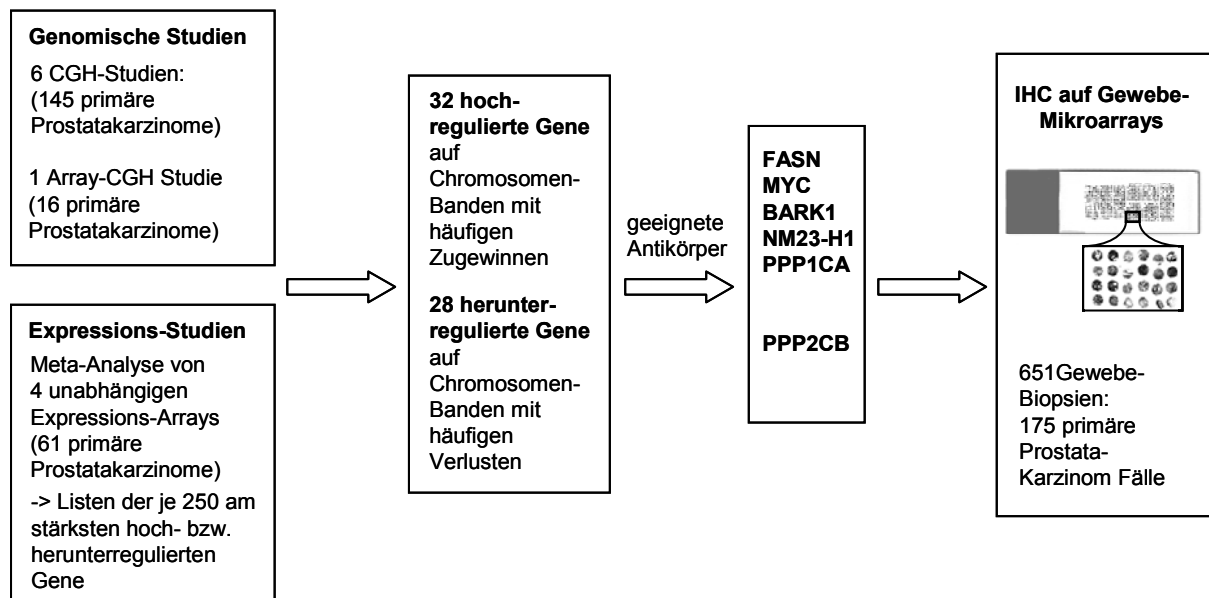 Genomische Studien
6 CGH-Studien:
(145 primäre
Prostatakarzinome)
1 Array-CGH Studie
(16 primäre
Prostatakarzinome)
Expressions-Studien
Meta-Analyse von
4 unabhängigen
Expressions-Arrays
(61 primäre
Prostatakarzinome)
-> Listen der je 250 am
stärksten hoch- bzw.
herunterregulierten
Gene
32 hoch-
regulierte Gene
auf
Chromosomen-
Banden mit
häufigen
Zugewinnen
28 herunter-
regulierte Gene
auf
Chromosomen-
Banden mit
häufigen
Verlusten
geeignete
Antikörper
FASN
MYC
BARK1
NM23-H1
PPP1CA
PPP2CB
IHC auf Gewebe-
Mikroarrays
651Gewebe-
Biopsien:
175 primäre
Prostata-
Karzinom Fälle